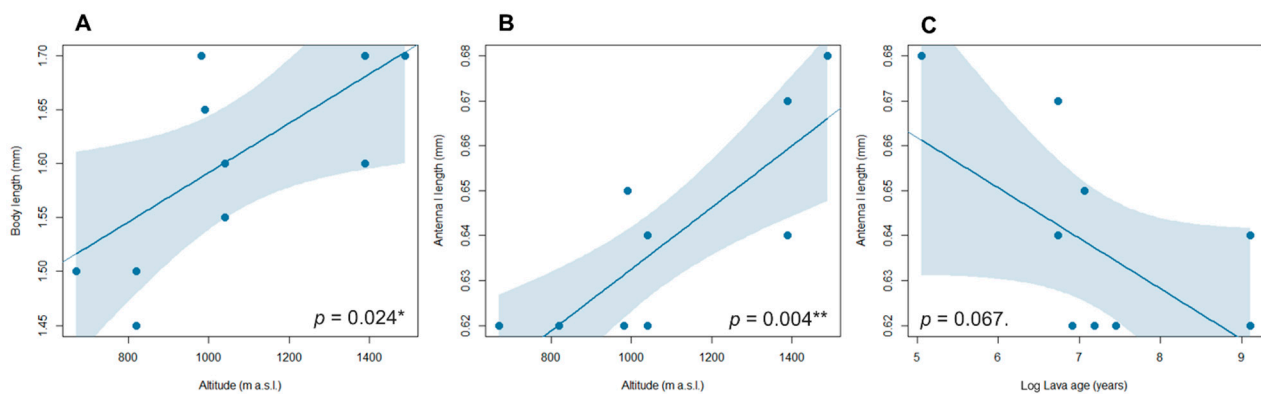 A
Body length (mm)
1.70
1.65
1.60
1.55
1.50
1.45
p = 0.024*
800 1000 1200 1400
Altitude (m a.s.l.)
B
Antenna I length (mm)
0.68
0.67
0.66
0.65
0.64
0.63
0.62
p = 0.004**
800 1000 1200 1400
Altitude (m a.s.l.)
C
Antenna I length (mm)
0.68
0.67
0.66
0.65
0.64
0.63
0.62
p = 0.067.
5 6 7 8 9
Log Lava age (years)